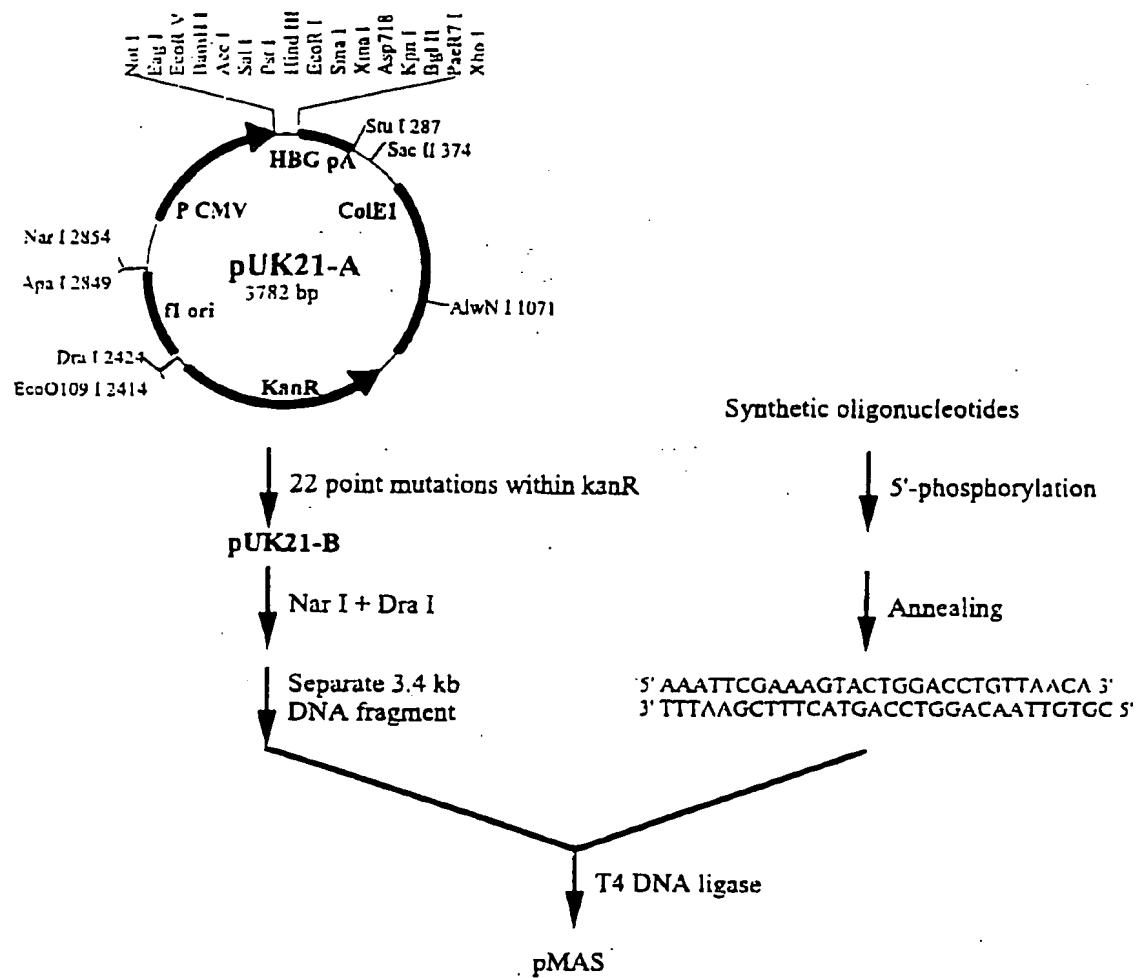 Not I
Eag I
EcoR V
BamH I
Acc I
Sal I
Pst I
Hind III
EcoR I
Sma I
Xma I
Asp718
Kpn I
Bgl II
PaeR7 I
Xho I
Stu I 287
Sac II 374
HBG pA
P CMV
ColE1
Nar I 2854
pUK21-A
Apa I 2849
3782 bp
f1 ori
AlwN I 1071
Dra I 2424
EcoO109 I 2414
KanR
Synthetic oligonucleotides
22 point mutations within kanR
5'-phosphorylation
pUK21-B
Nar I + Dra I
Annealing
Separate 3.4 kb
DNA fragment
5' AAATTCGAAAGTACTGGACCTGTTAACA 3'
3' TTTAAGCTTTCATGACCTGGACAATTGTGC 5'
T4 DNA ligase
pMAS